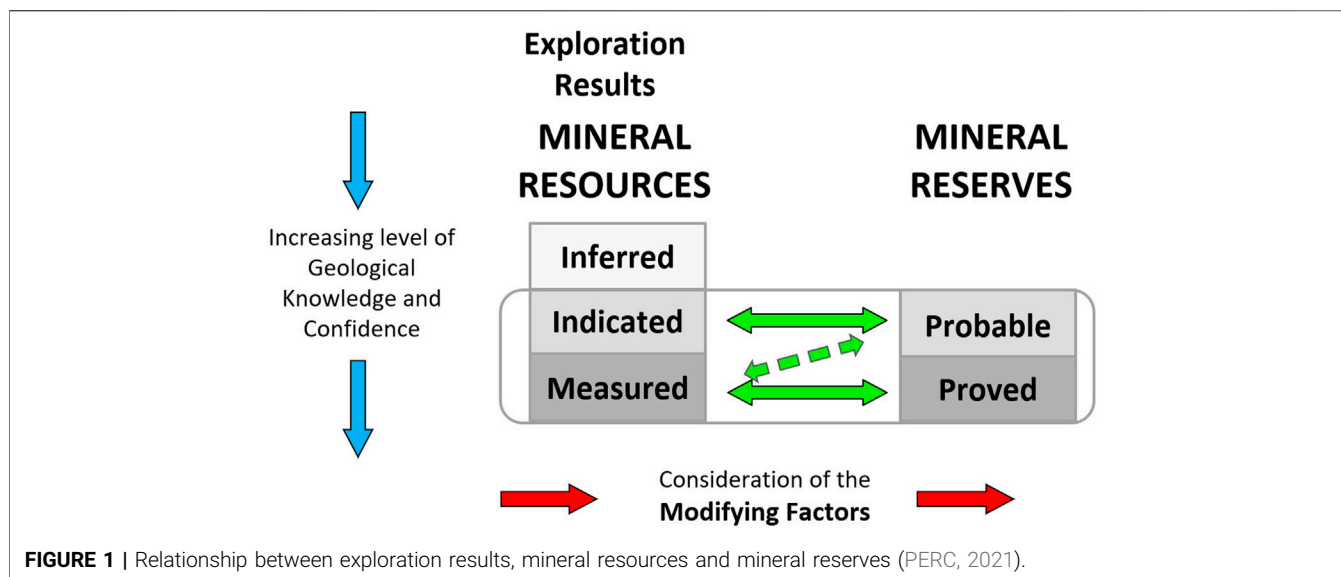 Exploration
Results
MINERAL
RESOURCES
MINERAL
RESERVES
Increasing level of
Geological
Knowledge and
Confidence
Inferred
Indicated
Measured
Probable
Proved
Consideration of the
Modifying Factors
FIGURE 1 | Relationship between exploration results, mineral resources and mineral reserves (PERC, 2021).